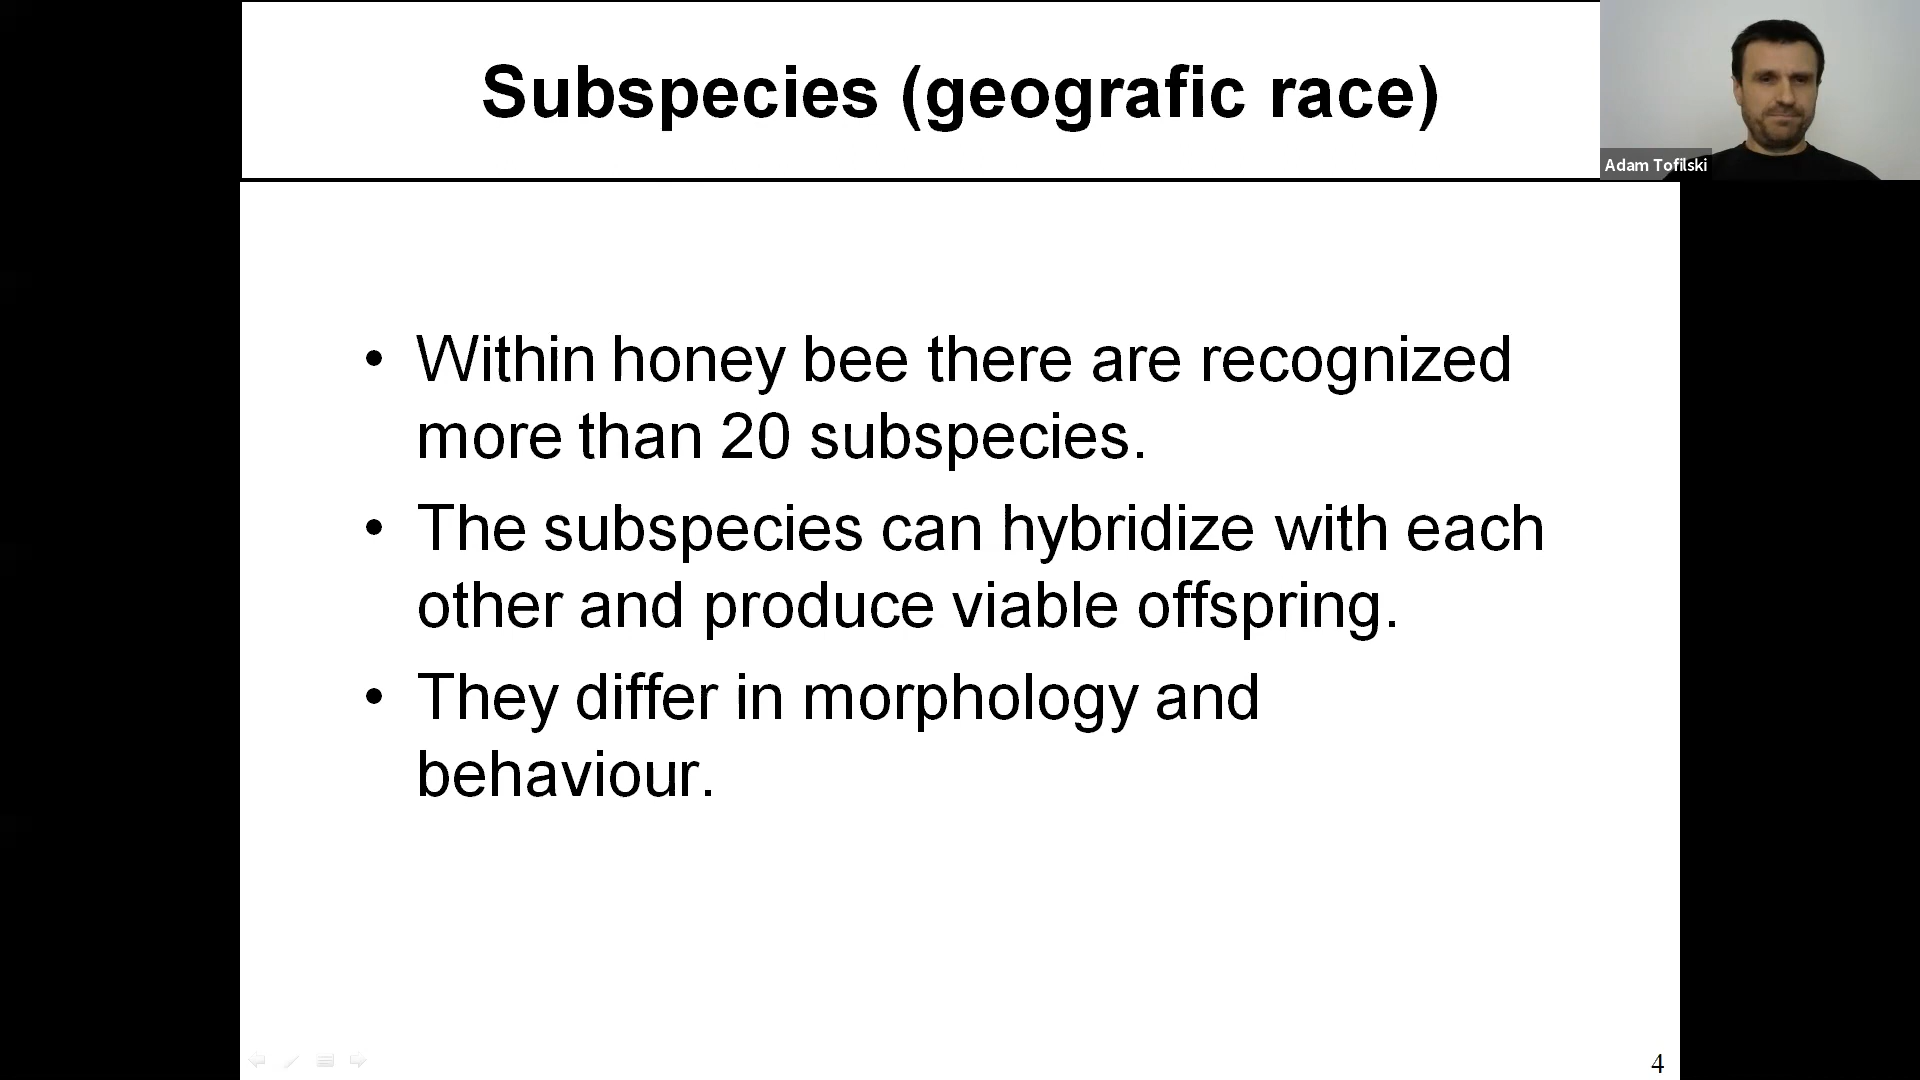 Subspecies (geografic race)
Adam Tofilski
• Within honey bee there are recognized
more than 20 subspecies.
• The subspecies can hybridize with each
other and produce viable offspring.
• They differ in morphology and
behaviour.
4